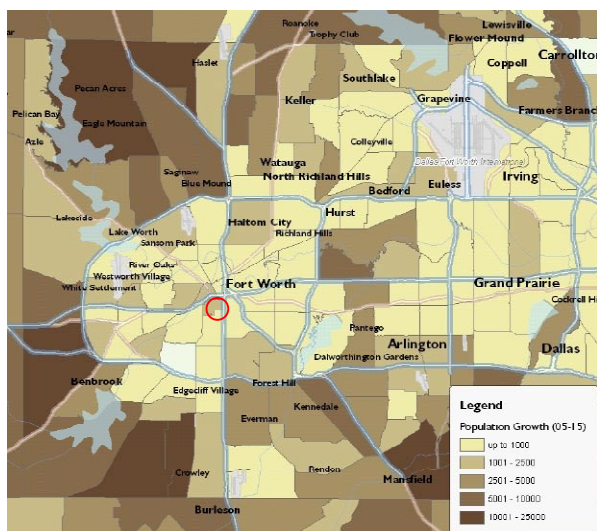 Roanoke
Trophy Club
Lewisville
Flower Mound
Coppell
Carrollton
Haslet
Southlake
Pecan Acres
Keller
Grapevine
Pelican Bay
Eagle Mountain
Farmers Branch
Azle
Colleyville
Dallas Fort Worth International
Watauga
Saginaw
Blue Mound
North Richland Hills
Bedford
Euless
Irving
Lakeside
Haltom City
Hurst
Lake Worth
Richland Hills
Sansom Park
River Oaks
Westworth Village
White Settlement
Fort Worth
Grand Prairie
Cockrell Hi
Pantego
Arlington
Dallas
Dalworthington Gardens
Benbrook
Forest Hill
Edgecliff Village
Kennedale
Everman
Crowley
Rendon
Mansfield
Burleson
Legend
Population Growth (05-15)
up to 1000
1001 - 2500
2501 - 5000
5001 - 10000
10001 - 25000